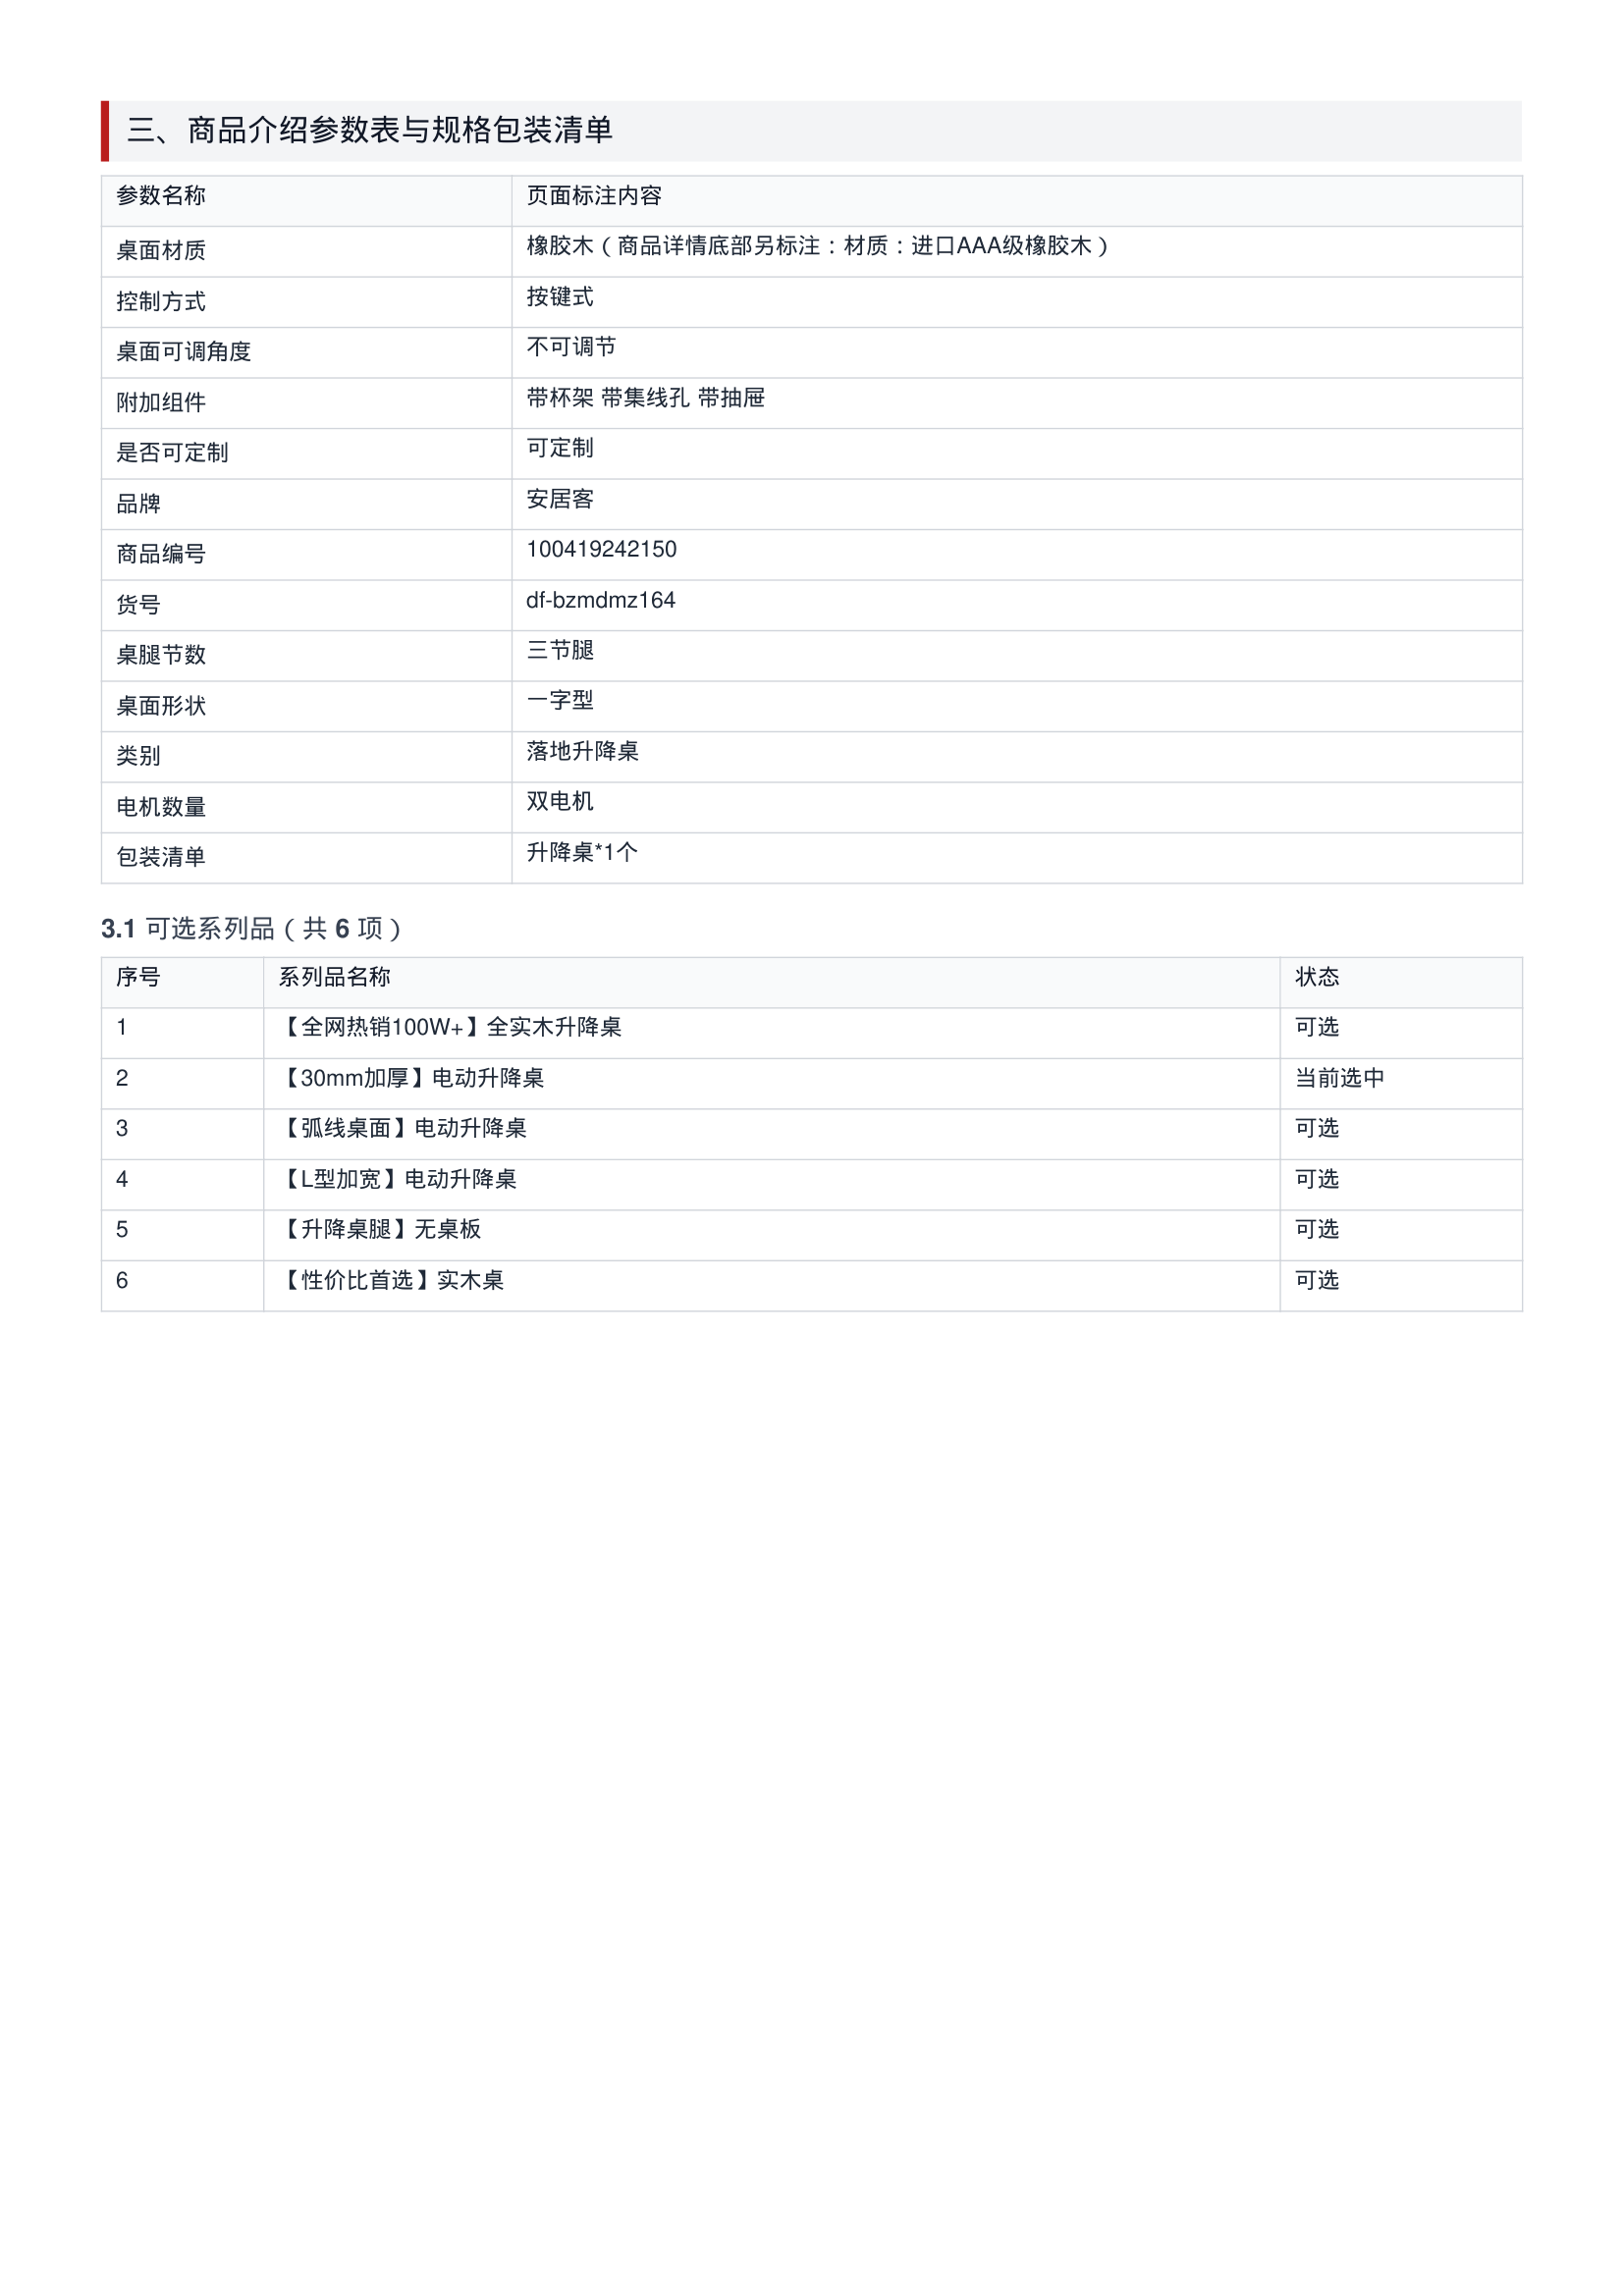 三、商品介绍参数表与规格包装清单
参数名称 页面标注内容
桌面材质 橡胶木（商品详情底部另标注：材质：进口AAA级橡胶木）
控制方式 按键式
桌面可调角度 不可调节
附加组件 带杯架 带集线孔 带抽屉
是否可定制 可定制
品牌 安居客
商品编号 100419242150
货号 df-bzmdmz164
桌腿节数 三节腿
桌面形状 一字型
类别 落地升降桌
电机数量 双电机
包装清单 升降桌*1个
3.1 可选系列品（共 6 项）
序号 系列品名称 状态
1 【全网热销100W+】全实木升降桌 可选
2 【30mm加厚】电动升降桌 当前选中
3 【弧线桌面】电动升降桌 可选
4 【L型加宽】电动升降桌 可选
5 【升降桌腿】无桌板 可选
6 【性价比首选】实木桌 可选